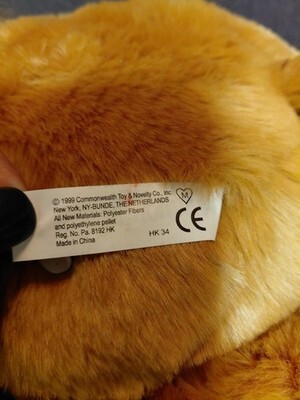 © 1999 Commonwealth Toy & Novelty Co., Inc
New York, NY-BUNDE, THE NETHERLANDS
All New Materials: Polyester Fibers
and polyethylene pellet
Reg. No. Pa. 8192 HK
Made in China
HK 34
M
CE